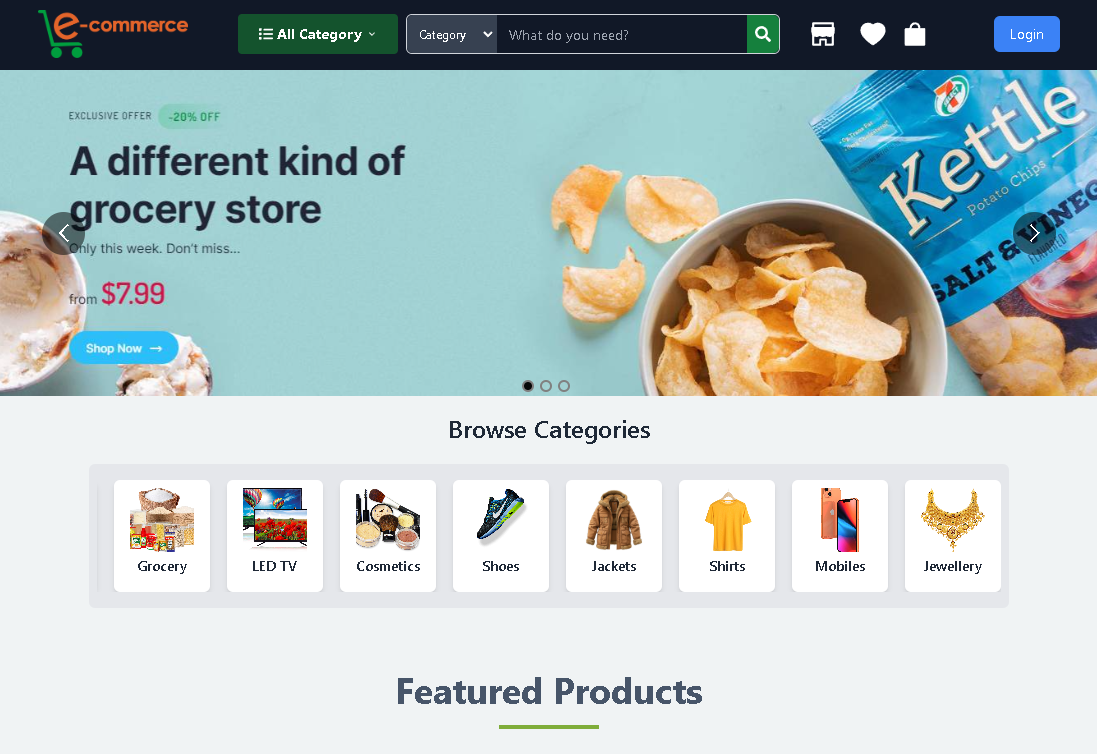 e-commerce
All Category
Category
What do you need?
Login
EXCLUSIVE OFFER -20% OFF
A different kind of
grocery store
Only this week. Don't miss...
from $7.99
Shop Now →
7
Kettle
Potato Chips
SALT & VINEG
FLAVORED
Browse Categories
Grocery
LED TV
Cosmetics
Shoes
Jackets
Shirts
Mobiles
Jewellery
Featured Products